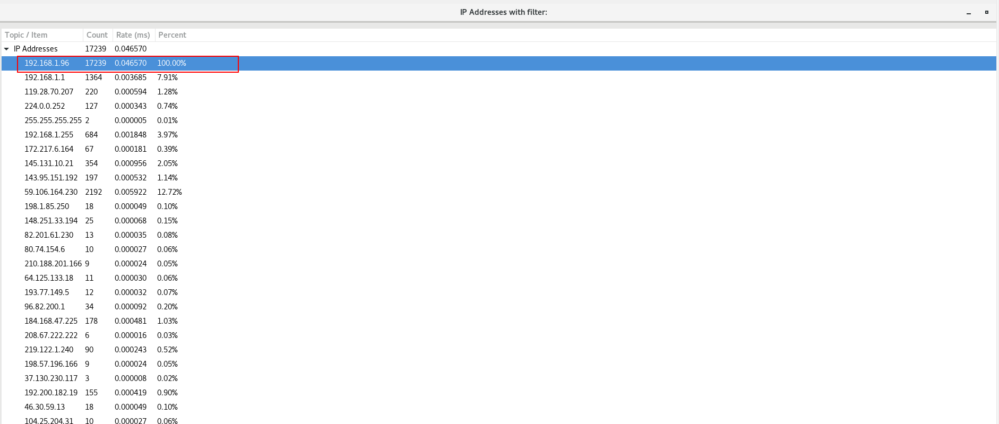 IP Addresses with filter:
Topic / Item Count Rate (ms) Percent
IP Addresses 17239 0.046570
192.168.1.96 17239 0.046570 100.00%
192.168.1.1 1364 0.003685 7.91%
119.28.70.207 220 0.000594 1.28%
224.0.0.252 127 0.000343 0.74%
255.255.255.255 2 0.000005 0.01%
192.168.1.255 684 0.001848 3.97%
172.217.6.164 67 0.000181 0.39%
145.131.10.21 354 0.000956 2.05%
143.95.151.192 197 0.000532 1.14%
59.106.164.230 2192 0.005922 12.72%
198.1.85.250 18 0.000049 0.10%
148.251.33.194 25 0.000068 0.15%
82.201.61.230 13 0.000035 0.08%
80.74.154.6 10 0.000027 0.06%
210.188.201.166 9 0.000024 0.05%
64.125.133.18 11 0.000030 0.06%
193.77.149.5 12 0.000032 0.07%
96.82.200.1 34 0.000092 0.20%
184.168.47.225 178 0.000481 1.03%
208.67.222.222 6 0.000016 0.03%
219.122.1.240 90 0.000243 0.52%
198.57.196.166 9 0.000024 0.05%
37.130.230.117 3 0.000008 0.02%
192.200.182.19 155 0.000419 0.90%
46.30.59.13 18 0.000049 0.10%
104.25.204.31 10 0.000027 0.06%